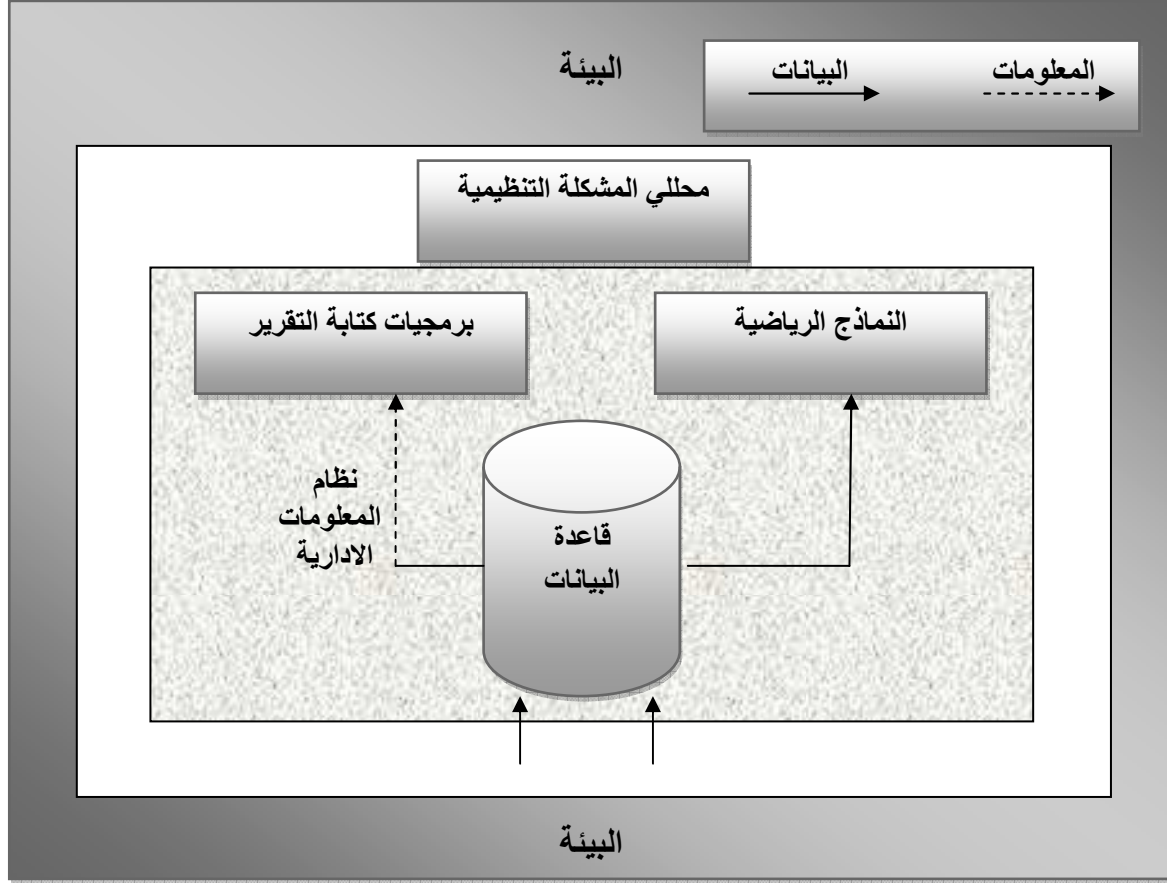 البيئة
البيانات
المعلومات
محللي المشكلة التنظيمية
برمجيات كتابة التقرير
النماذج الرياضية
نظام
المعلومات
الادارية
قاعدة
البيانات
البيئة